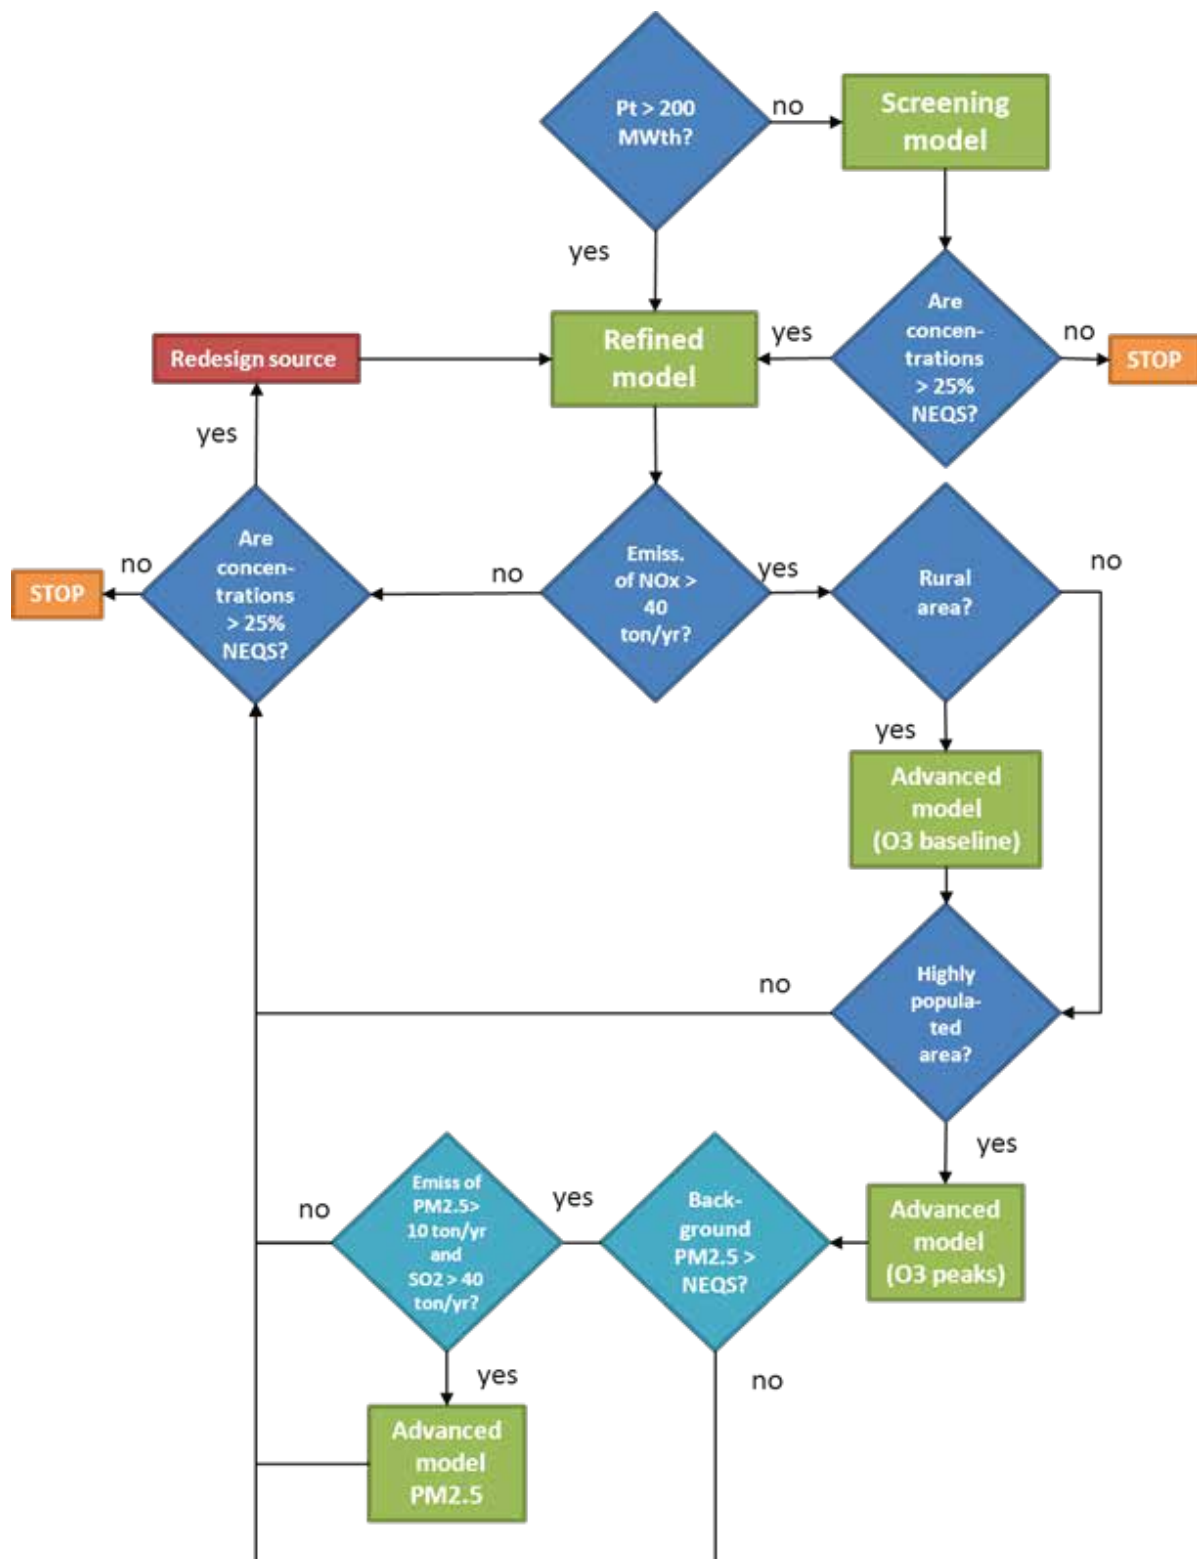 Pt > 200
MWth?
no
Screening
model
yes
Are
concen-
trations
> 25%
NEQS?
no
STOP
yes
Refined
model
Redesign source
yes
Are
concen-
trations
> 25%
NEQS?
no
STOP
no
Emiss.
of NOx >
40
ton/yr?
yes
Rural
area?
no
yes
Advanced
model
(O3 baseline)
Highly
popula-
ted
area?
no
yes
Advanced
model
(O3 peaks)
Back-
ground
PM2.5 >
NEQS?
yes
no
Emiss of
PM2.5>
10 ton/yr
and
SO2 > 40
ton/yr?
no
yes
Advanced
model
PM2.5